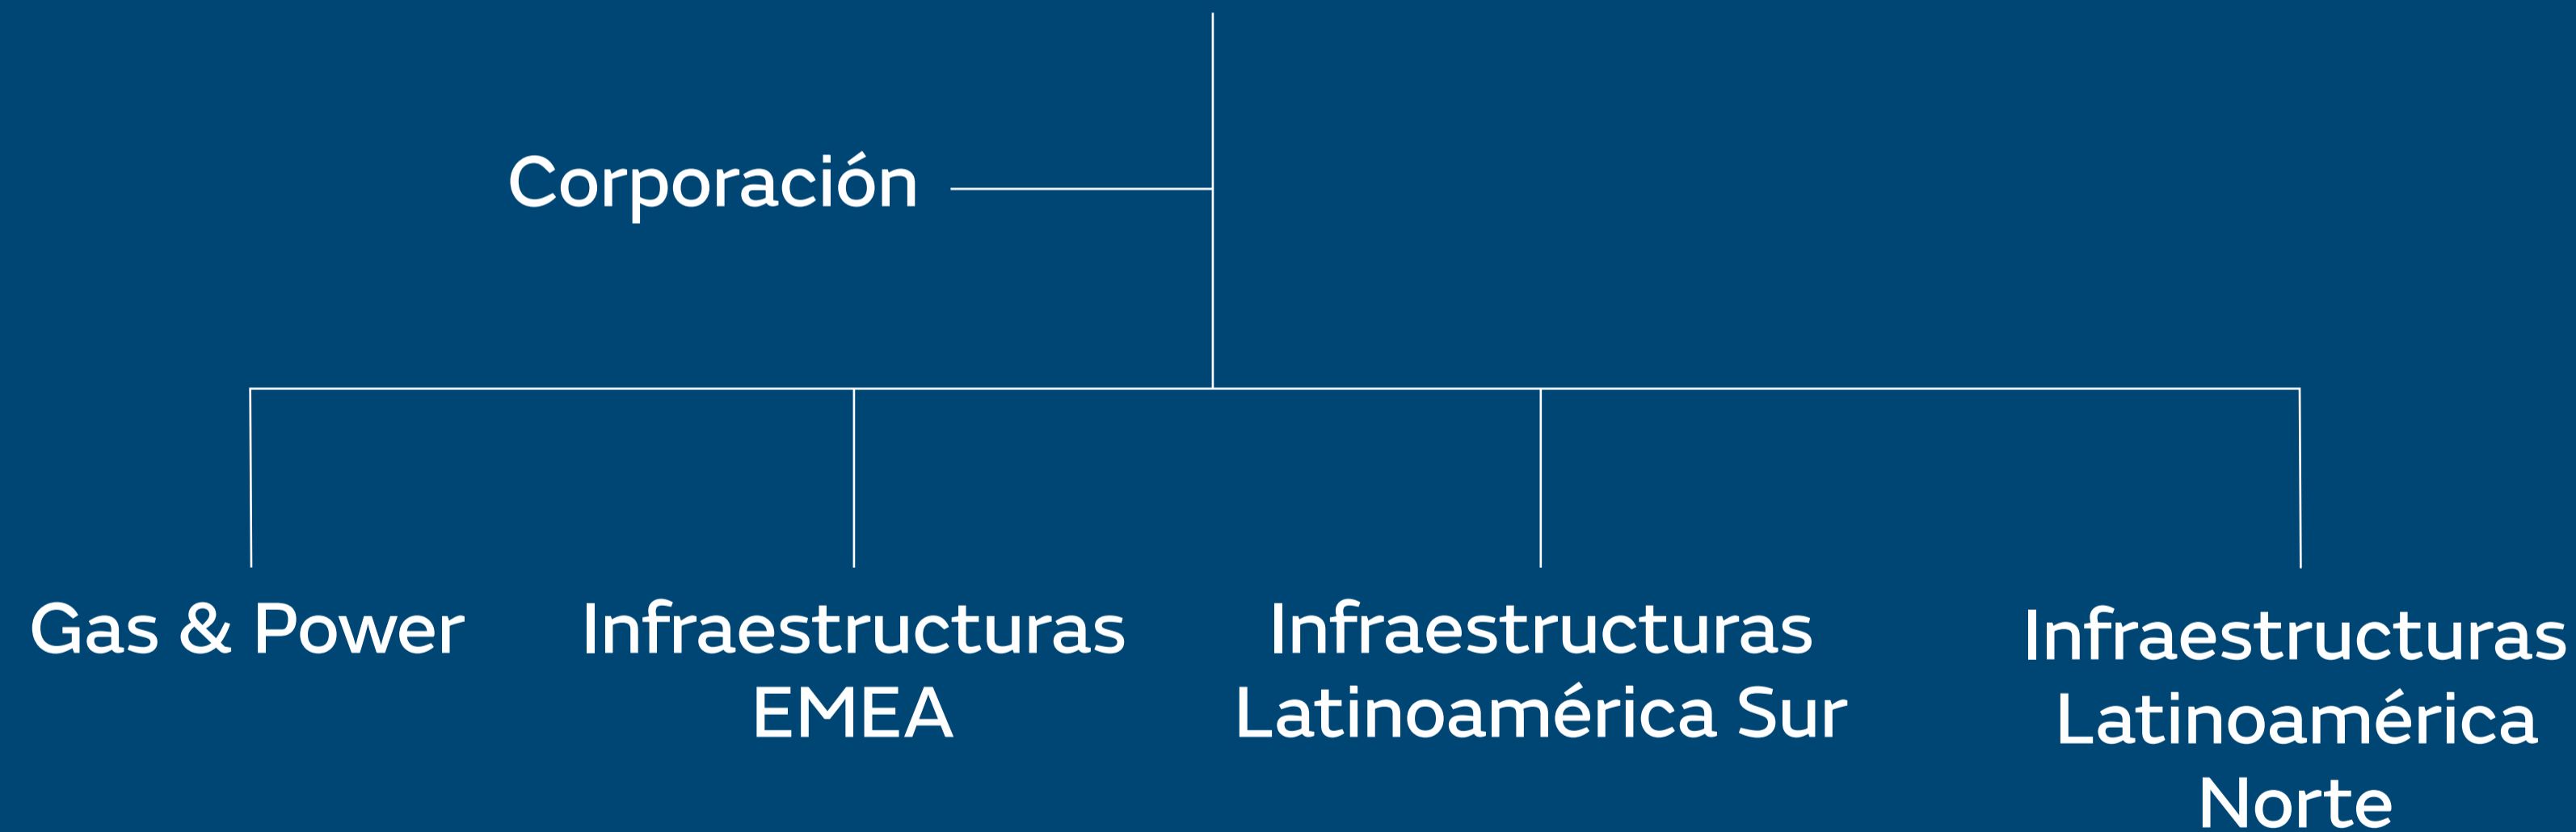 Corporación
Gas & Power
Infraestructuras
EMEA
Infraestructuras
Latinoamérica Sur
Infraestructuras
Latinoamérica
Norte